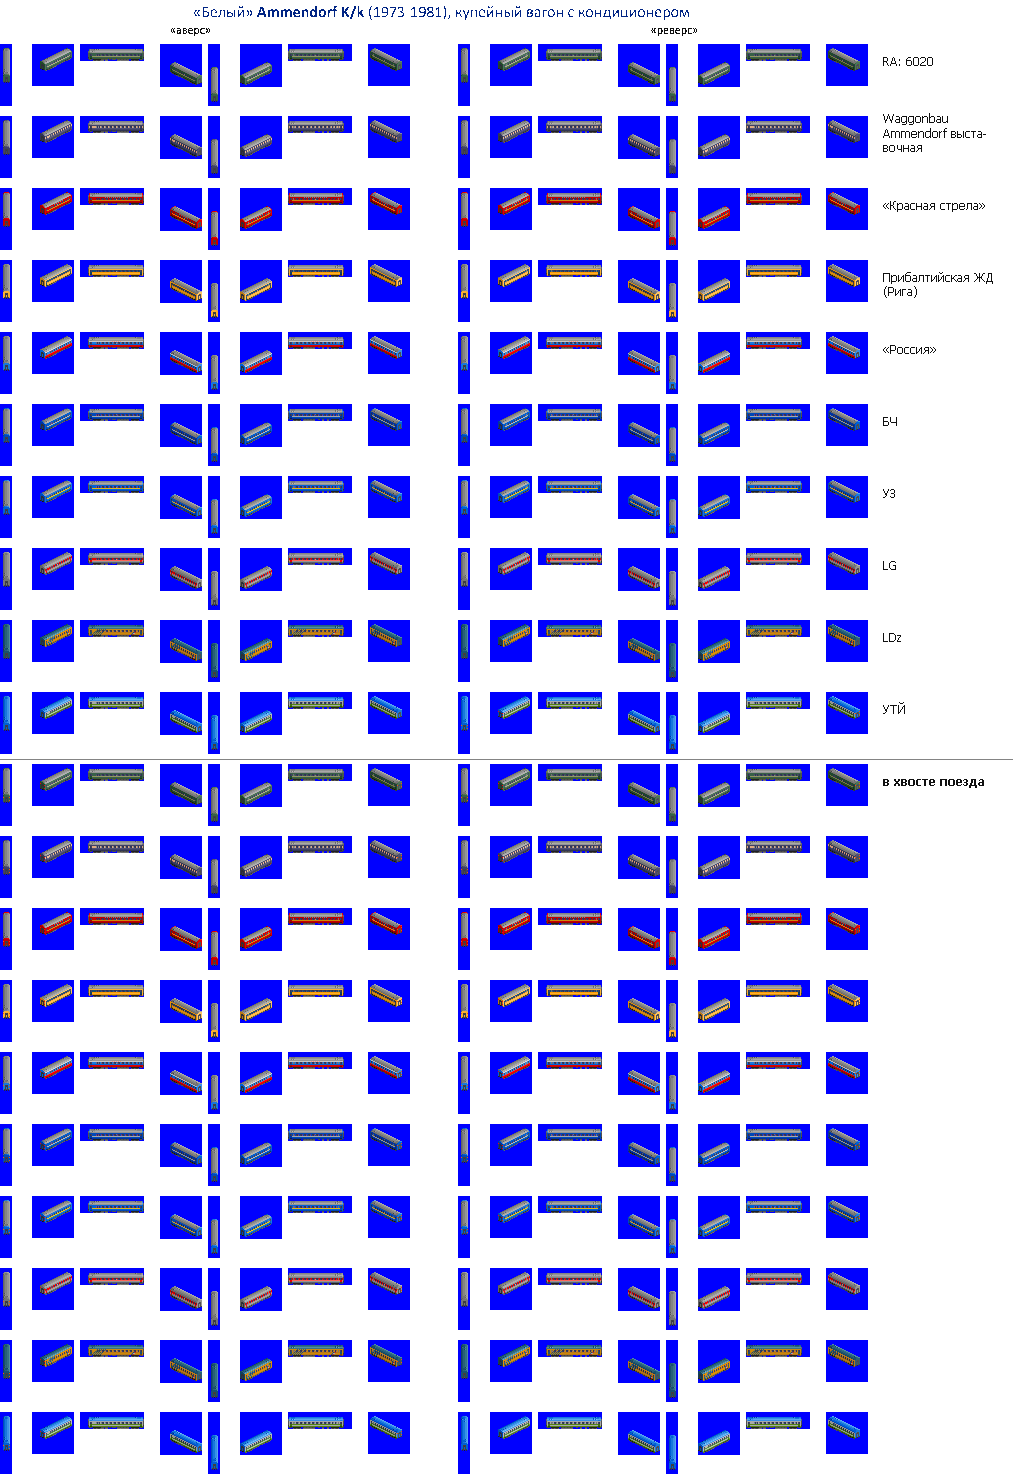 «Белый» Ammendorf K/k (1973 1981), купейный вагон с кондиционером
«аверс»
«реверс»
RA: 6020
Waggonbau
Ammendorf выста-
вочная
«Красная стрела»
Прибалтийская ЖД
(Рига)
«Россия»
БЧ
УЗ
LG
LDz
УТЙ
в хвосте поезда